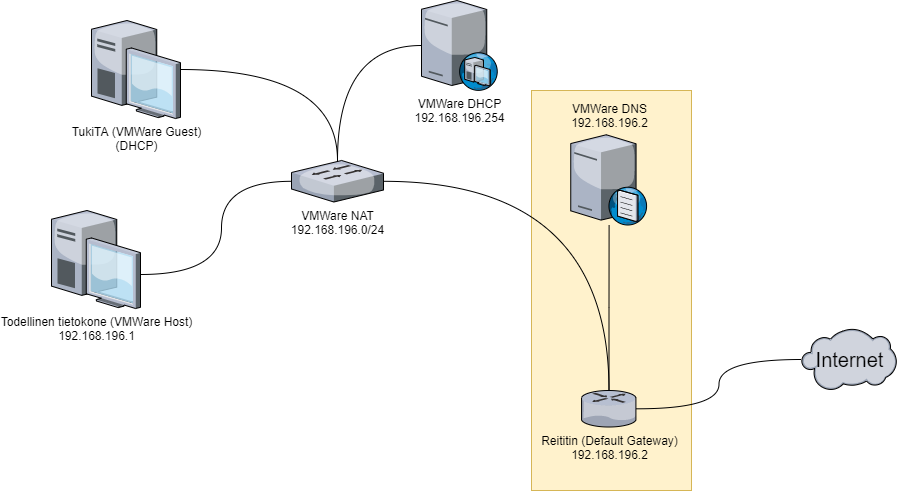 TukiTA (VMWare Guest)
(DHCP)
VMWare DHCP
192.168.196.254
VMWare DNS
192.168.196.2
VMWare NAT
192.168.196.0/24
Todellinen tietokone (VMWare Host)
192.168.196.1
Internet
Reititin (Default Gateway)
192.168.196.2